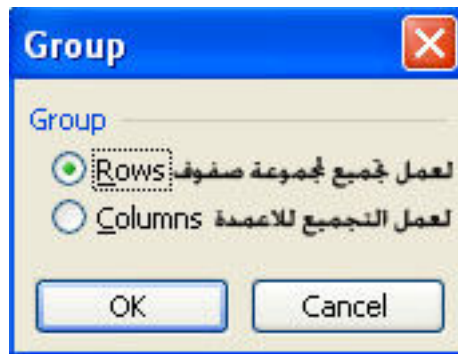 Group
Group
Rows لعمل تجميع لمجموعة صفوف
Columns لعمل التجميع للاعمدة
OK
Cancel